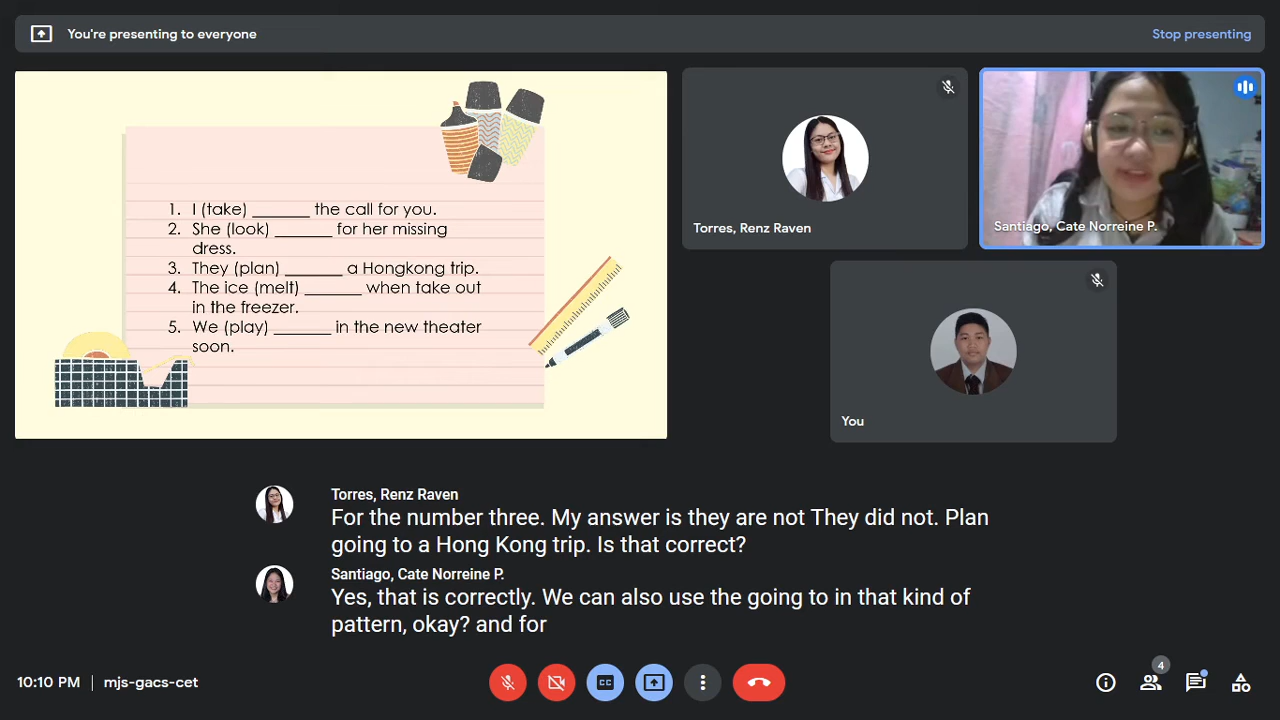 You're presenting to everyone
Stop presenting
1. I (take) _______ the call for you.
2. She (look) _______ for her missing
dress.
3. They (plan) _______ a Hongkong trip.
4. The ice (melt) _______ when take out
in the freezer.
5. We (play) _______ in the new theater
soon.
Torres, Renz Raven
Santiago, Cate Norreine P.
You
Torres, Renz Raven
For the number three. My answer is they are not They did not. Plan
going to a Hong Kong trip. Is that correct?
Santiago, Cate Norreine P.
Yes, that is correctly. We can also use the going to in that kind of
pattern, okay? and for
10:10 PM | mjs-gacs-cet
CC
4